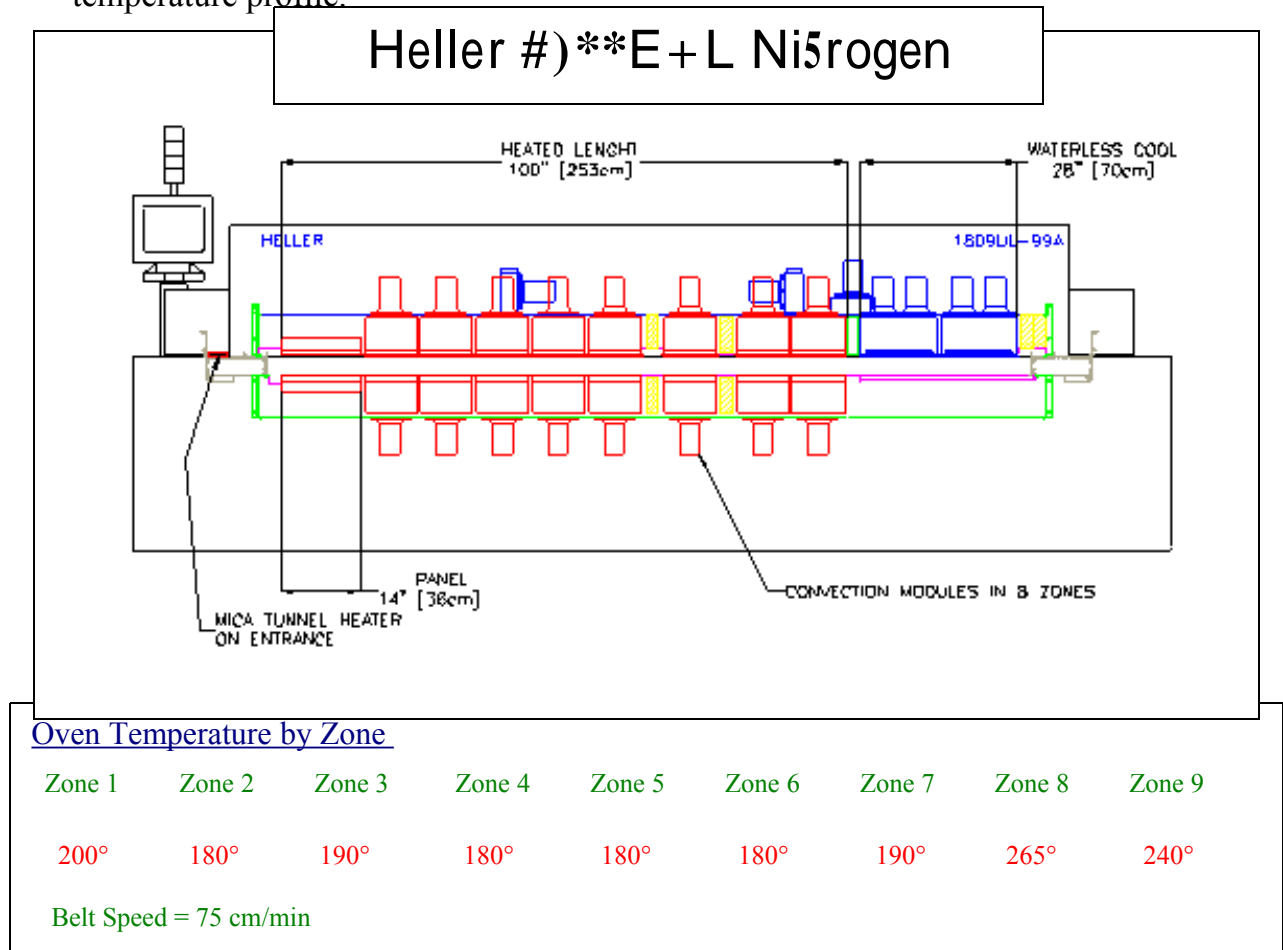 temperature profile.
Heller #)**E+L Ni5rogen
HEATED LENGHT
100" [253cm]
WATERLESS COOL
28" [70cm]
HELLER
1809UL-99A
PANEL
14" [36cm]
CONVECTION MODULES IN 8 ZONES
MICA TUNNEL HEATER
ON ENTRANCE
Oven Temperature by Zone
Zone 1 Zone 2 Zone 3 Zone 4 Zone 5 Zone 6 Zone 7 Zone 8 Zone 9
200° 180° 190° 180° 180° 180° 190° 265° 240°
Belt Speed = 75 cm/min